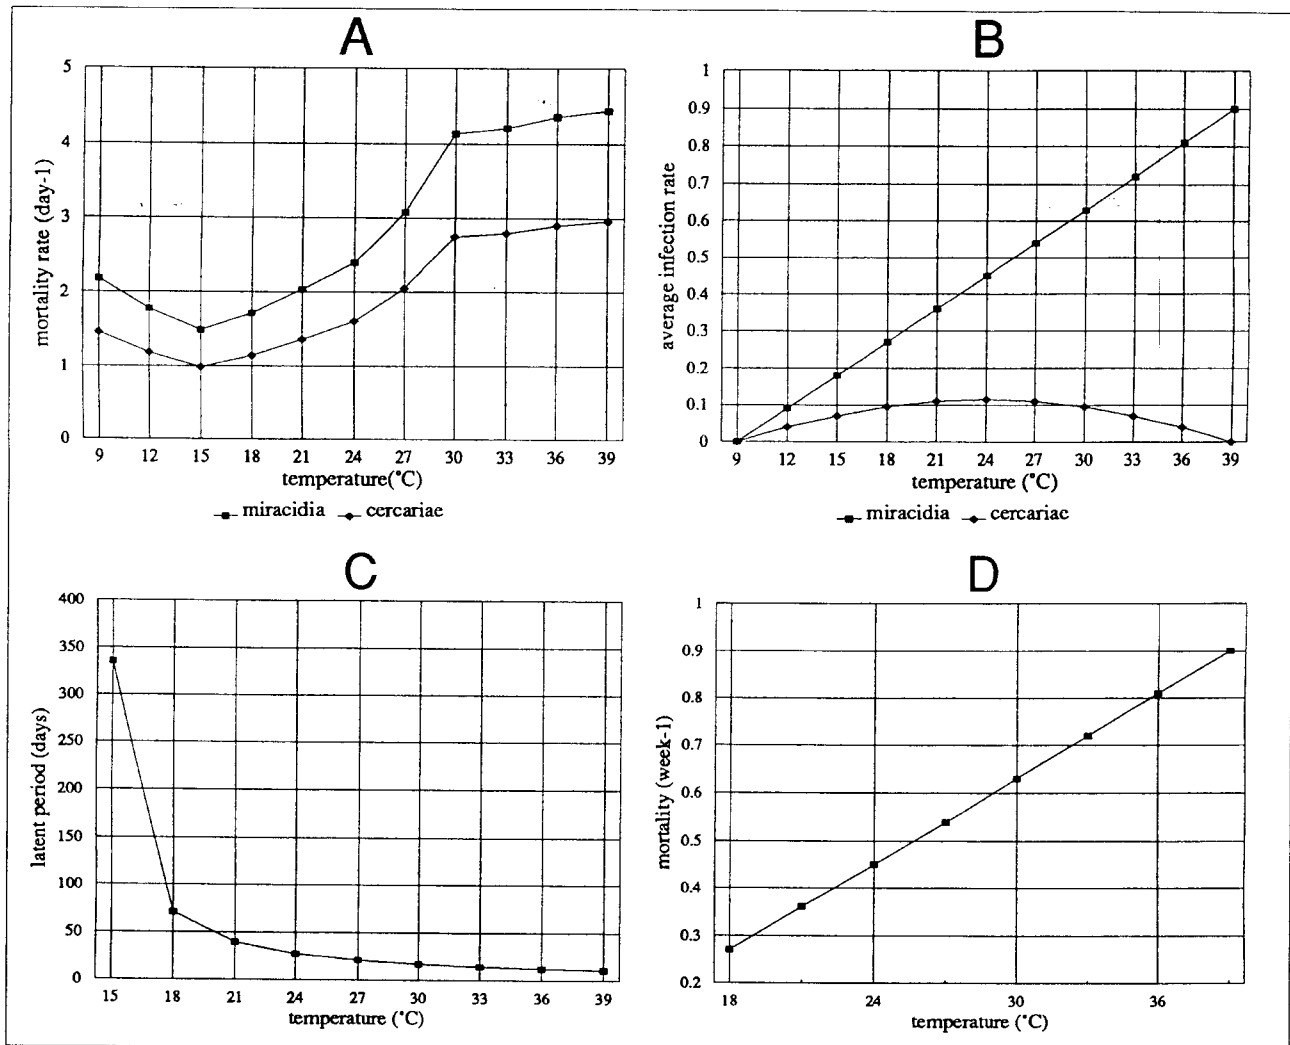 A
mortality rate (day-1)
5
4
3
2
1
0
9 12 15 18 21 24 27 30 33 36 39
temperature(°C)
miracidia cercariae
B
average infection rate
1
0.9
0.8
0.7
0.6
0.5
0.4
0.3
0.2
0.1
0
9 12 15 18 21 24 27 30 33 36 39
temperature (°C)
miracidia cercariae
C
latent period (days)
400
350
300
250
200
150
100
50
0
15 18 21 24 27 30 33 36 39
temperature (°C)
D
mortality (week-1)
1
0.9
0.8
0.7
0.6
0.5
0.4
0.3
0.2
18 24 30 36
temperature (°C)